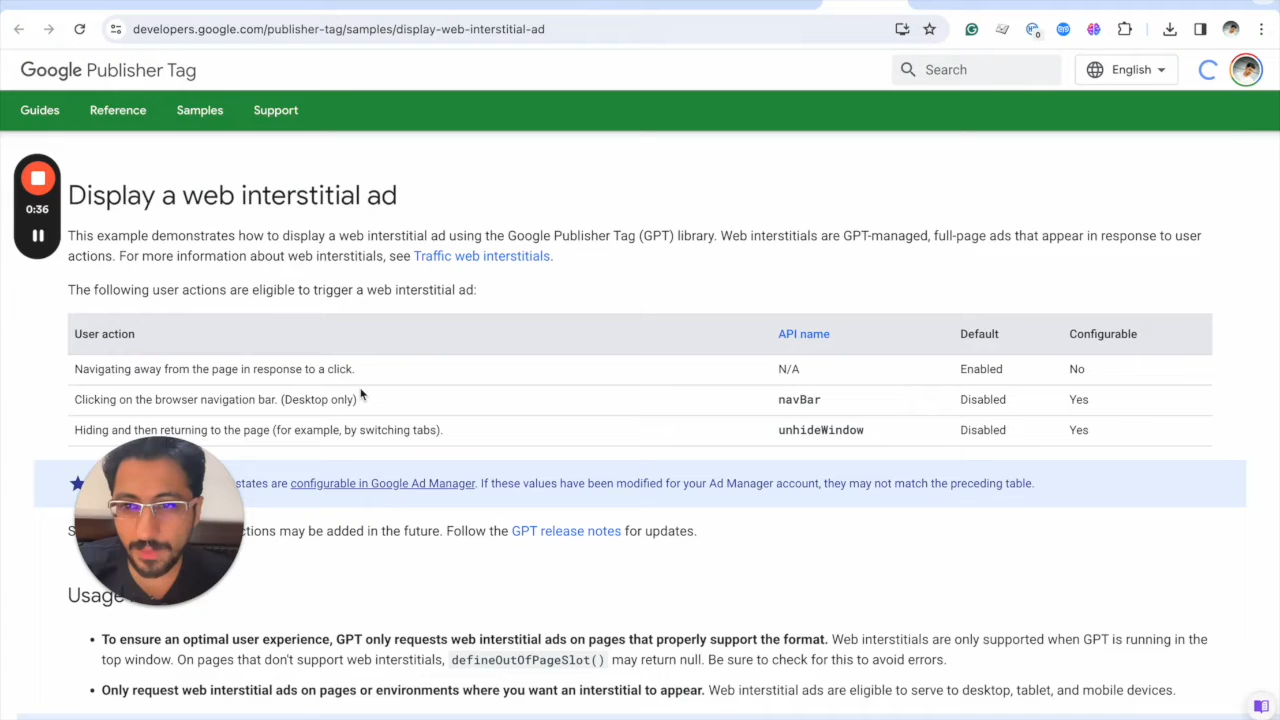 developers.google.com/publisher-tag/samples/display-web-interstitial-ad
Google Publisher Tag
Search
English
Guides Reference Samples Support
0:36
Display a web interstitial ad
This example demonstrates how to display a web interstitial ad using the Google Publisher Tag (GPT) library. Web interstitials are GPT-managed, full-page ads that appear in response to user
actions. For more information about web interstitials, see Traffic web interstitials.
The following user actions are eligible to trigger a web interstitial ad:
User action API name Default Configurable
Navigating away from the page in response to a click. N/A Enabled No
Clicking on the browser navigation bar. (Desktop only) navBar Disabled Yes
Hiding and then returning to the page (for example, by switching tabs). unhideWindow Disabled Yes
states are configurable in Google Ad Manager. If these values have been modified for your Ad Manager account, they may not match the preceding table.
ctions may be added in the future. Follow the GPT release notes for updates.
Usage
• To ensure an optimal user experience, GPT only requests web interstitial ads on pages that properly support the format. Web interstitials are only supported when GPT is running in the
top window. On pages that don't support web interstitials, defineOutOfPageSlot() may return null. Be sure to check for this to avoid errors.
• Only request web interstitial ads on pages or environments where you want an interstitial to appear. Web interstitial ads are eligible to serve to desktop, tablet, and mobile devices.